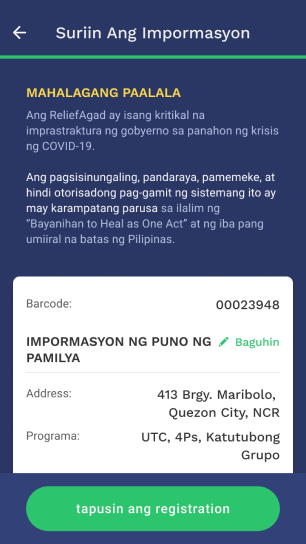 Suriin Ang Impormasyon
MAHALAGANG PAALALA
Ang ReliefAgad ay isang kritikal na
imprastraktura ng gobyerno sa panahon ng krisis
ng COVID-19.
Ang pagsisinungaling, pandaraya, pamemeke, at
hindi otorisadong pag-gamit ng sistemang ito ay
may karampatang parusa sa ilalim ng
“Bayanihan to Heal as One Act” at ng iba pang
umiiral na batas ng Pilipinas.
Barcode: 00023948
IMPORMASYON NG PUNO NG Baguhin
PAMILYA
Address: 413 Brgy. Maribolo,
Quezon City, NCR
Programa: UTC, 4Ps, Katutubong
Grupo
tapusin ang registration